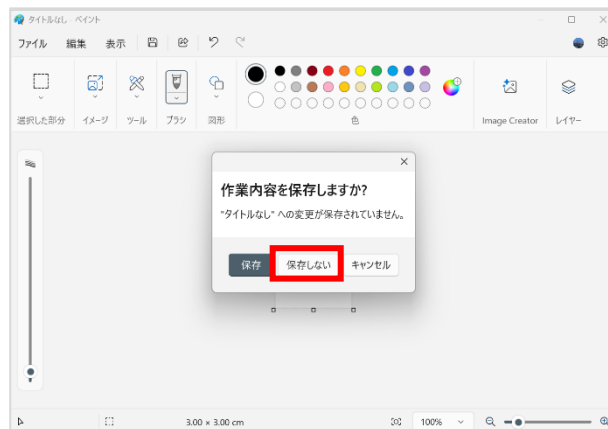 タイトルなし - ペイント
ファイル 編集 表示
選択した部分 イメージ ツール ブラシ 図形 色 Image Creator レイヤー
作業内容を保存しますか?
"タイトルなし" への変更が保存されていません。
保存 保存しない キャンセル
3.00 × 3.00 cm 100%